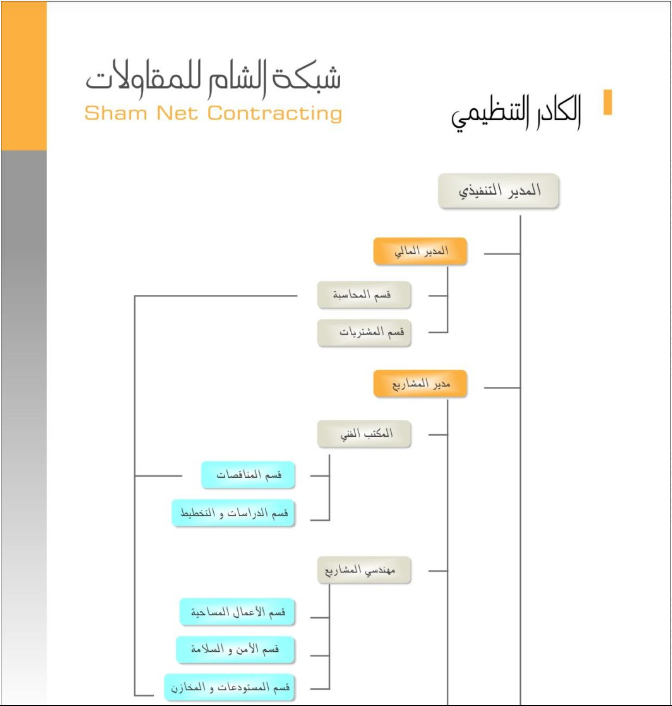 شبكة الشام للمقاولات
Sham Net Contracting
الكادر التنظيمي
المدير التنفيذي
المدير المالي
قسم المحاسبة
قسم المشتريات
مدير المشاريع
المكتب الفني
قسم المناقصات
قسم الدراسات و التخطيط
مهندسي المشاريع
قسم الأعمال المساحية
قسم الأمن و السلامة
قسم المستودعات و المخازن